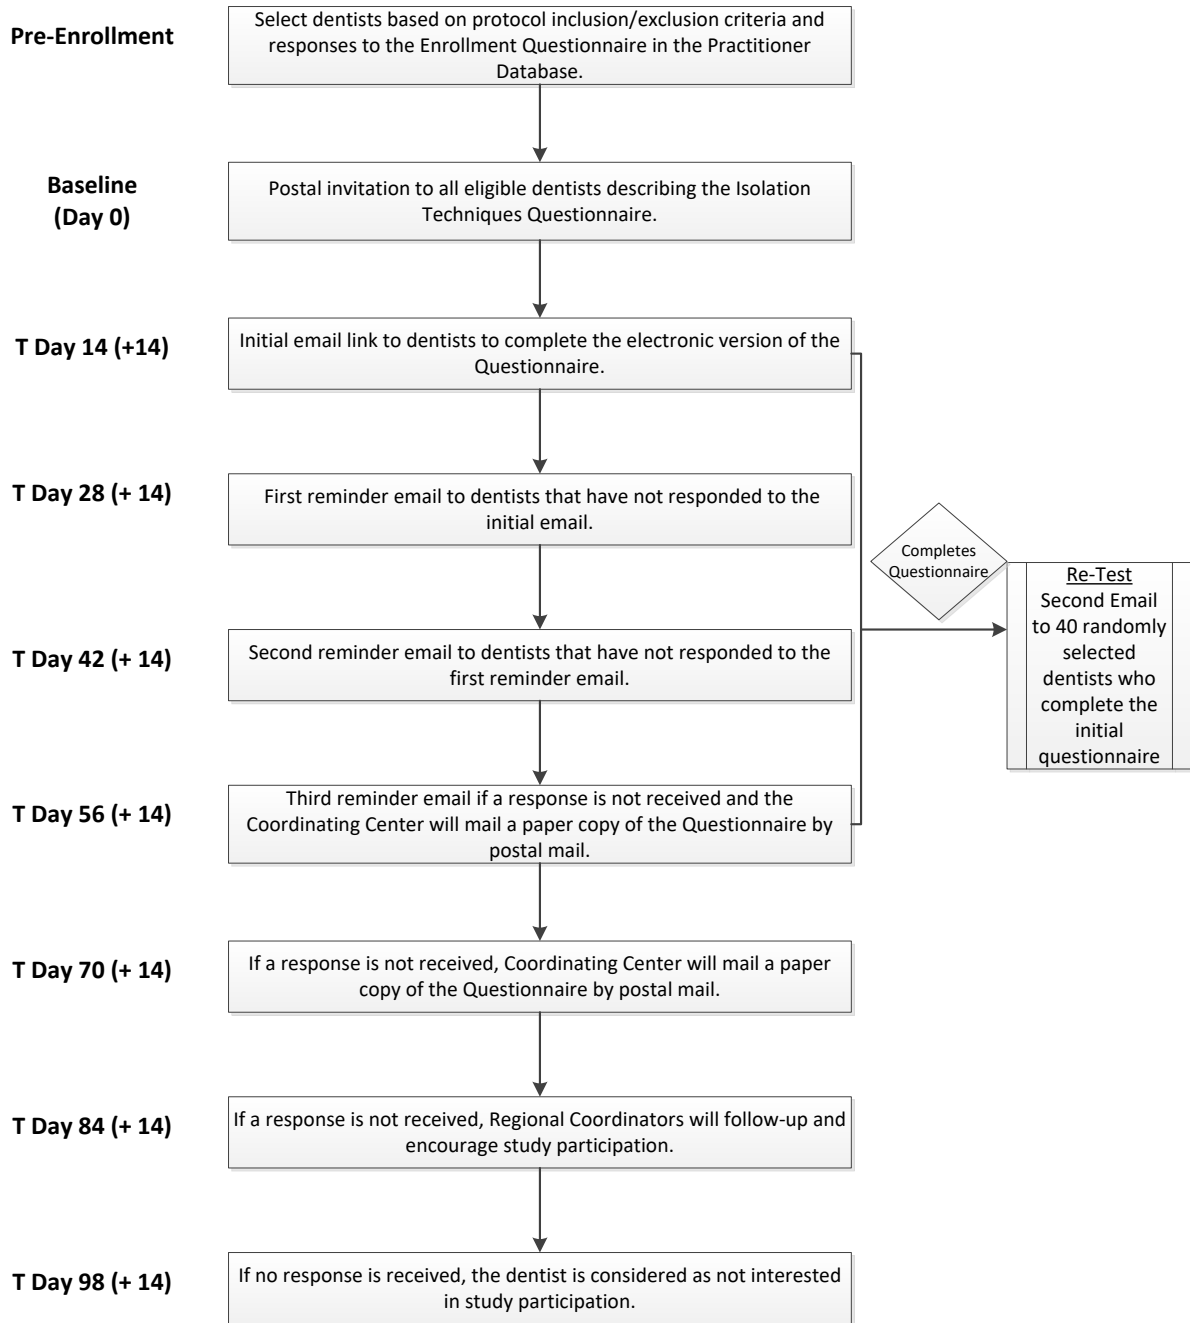 Pre-Enrollment
Select dentists based on protocol inclusion/exclusion criteria and
responses to the Enrollment Questionnaire in the Practitioner
Database.
Baseline
(Day 0)
Postal invitation to all eligible dentists describing the Isolation
Techniques Questionnaire.
T Day 14 (+14)
Initial email link to dentists to complete the electronic version of the
Questionnaire.
T Day 28 (+ 14)
First reminder email to dentists that have not responded to the
initial email.
Completes
Questionnaire
Re-Test
Second Email
to 40 randomly
selected
dentists who
complete the
initial
questionnaire
T Day 42 (+ 14)
Second reminder email to dentists that have not responded to the
first reminder email.
T Day 56 (+ 14)
Third reminder email if a response is not received and the
Coordinating Center will mail a paper copy of the Questionnaire by
postal mail.
T Day 70 (+ 14)
If a response is not received, Coordinating Center will mail a paper
copy of the Questionnaire by postal mail.
T Day 84 (+ 14)
If a response is not received, Regional Coordinators will follow-up and
encourage study participation.
T Day 98 (+ 14)
If no response is received, the dentist is considered as not interested
in study participation.